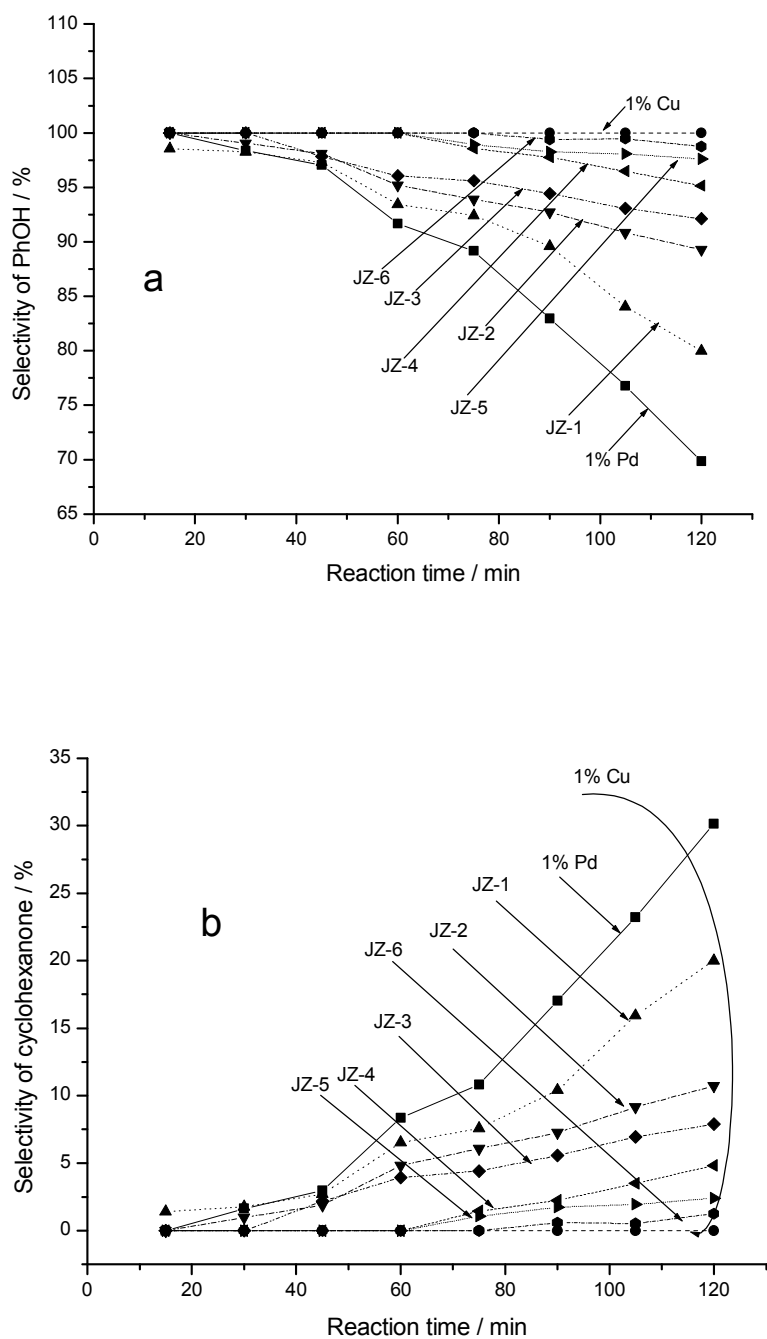 110
105
1% Cu
100
95
90
JZ-6
a
JZ-3
85
JZ-2
JZ-4
80
JZ-5
JZ-1
75
1% Pd
70
65
0 20 40 60 80 100 120
Selectivity of PhOH / %
Reaction time / min
35
1% Cu
30
1% Pd
JZ-1
25
b
JZ-2
JZ-6
20
JZ-3
15
JZ-4
JZ-5
10
5
0
0 20 40 60 80 100 120
Selectivity of cyclohexanone / %
Reaction time / min